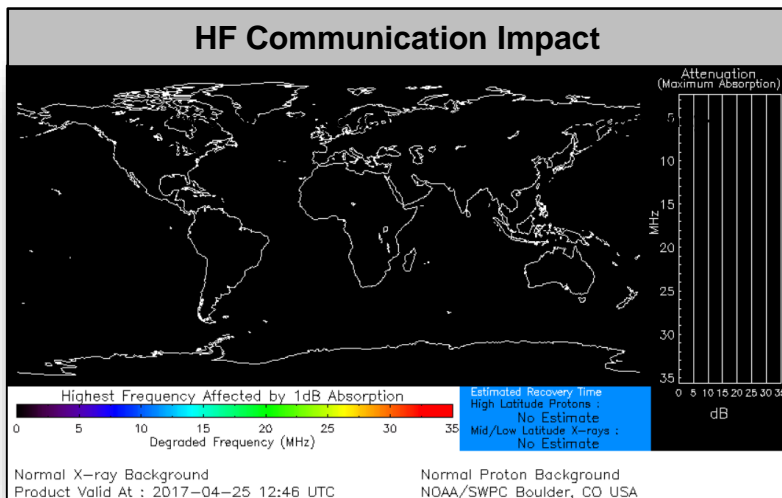 HF Communication Impact
Attenuation
(Maximum Absorption)
5
10
15
20
25
30
35
MHz
0 5 10 15 20 25 30 35
dB
Highest Frequency Affected by 1dB Absorption
0 5 10 15 20 25 30 35
Degraded Frequency (MHz)
Estimated Recovery Time
High Latitude Protons :
No Estimate
Mid/Low Latitude X-rays :
No Estimate
Normal X-ray Background
Product Valid At : 2017-04-25 12:46 UTC
Normal Proton Background
NOAA/SWPC Boulder, CO USA